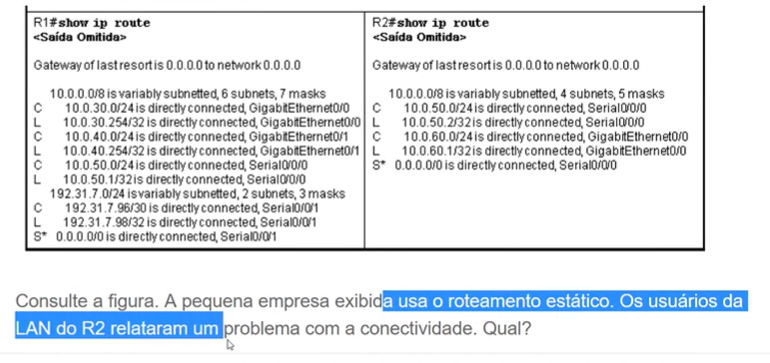 R1#show ip route
<Saída Omitida>
Gateway of last resort is 0.0.0.0 to network 0.0.0.0
10.0.0.0/8 is variably subnetted, 6 subnets, 7 masks
C 10.0.30.0/24 is directly connected, GigabitEthernet0/0
L 10.0.30.254/32 is directly connected, GigabitEthernet0/0
C 10.0.40.0/24 is directly connected, GigabitEthernet0/1
L 10.0.40.254/32 is directly connected, GigabitEthernet0/1
C 10.0.50.0/24 is directly connected, Serial0/0/0
L 10.0.50.1/32 is directly connected, Serial0/0/0
192.31.7.0/24 is variably subnetted, 2 subnets, 3 masks
C 192.31.7.96/30 is directly connected, Serial0/0/1
L 192.31.7.98/32 is directly connected, Serial0/0/1
S* 0.0.0.0/0 is directly connected, Serial0/0/1
R2#show ip route
<Saída Omitida>
Gateway of last resort is 0.0.0.0 to network 0.0.0.0
10.0.0.0/8 is variably subnetted, 4 subnets, 5 masks
C 10.0.50.0/24 is directly connected, Serial0/0/0
L 10.0.50.2/32 is directly connected, Serial0/0/0
C 10.0.60.0/24 is directly connected, GigabitEthernet0/0
L 10.0.60.1/32 is directly connected, GigabitEthernet0/0
S* 0.0.0.0/0 is directly connected, Serial0/0/0
Consulte a figura. A pequena empresa exibida usa o roteamento estático. Os usuários da
LAN do R2 relataram um problema com a conectividade. Qual?